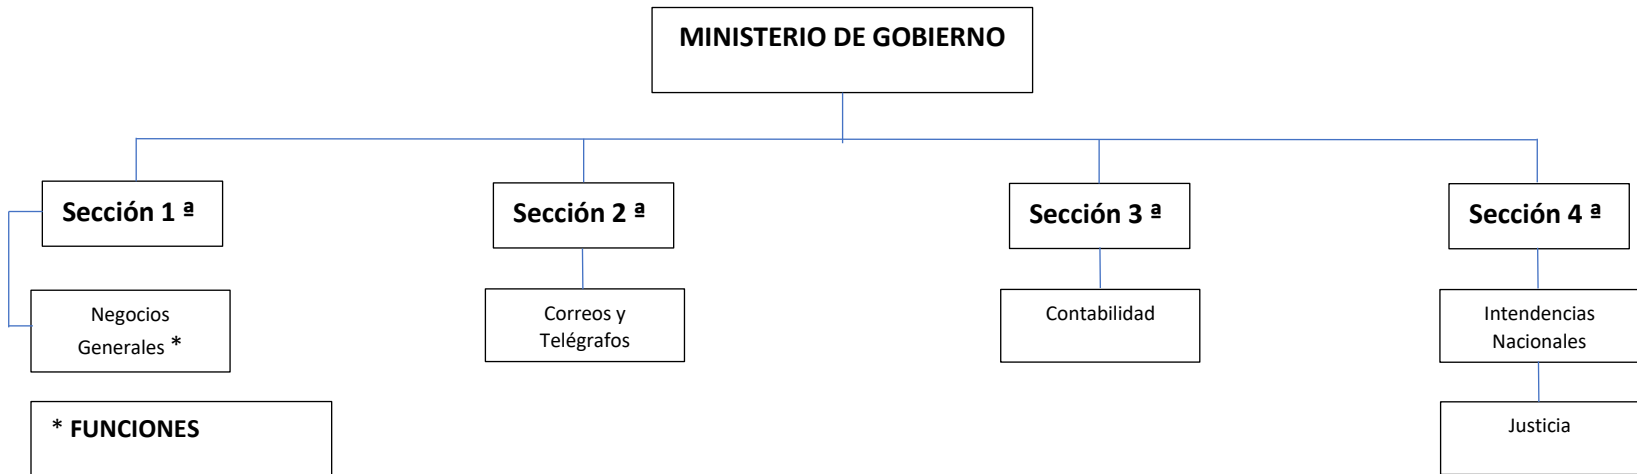 MINISTERIO DE GOBIERNO
Sección 1 ª
Sección 2 ª
Sección 3 ª
Sección 4 ª
Negocios
Generales *
Correos y
Telégrafos
Contabilidad
Intendencias
Nacionales
* FUNCIONES
Justicia